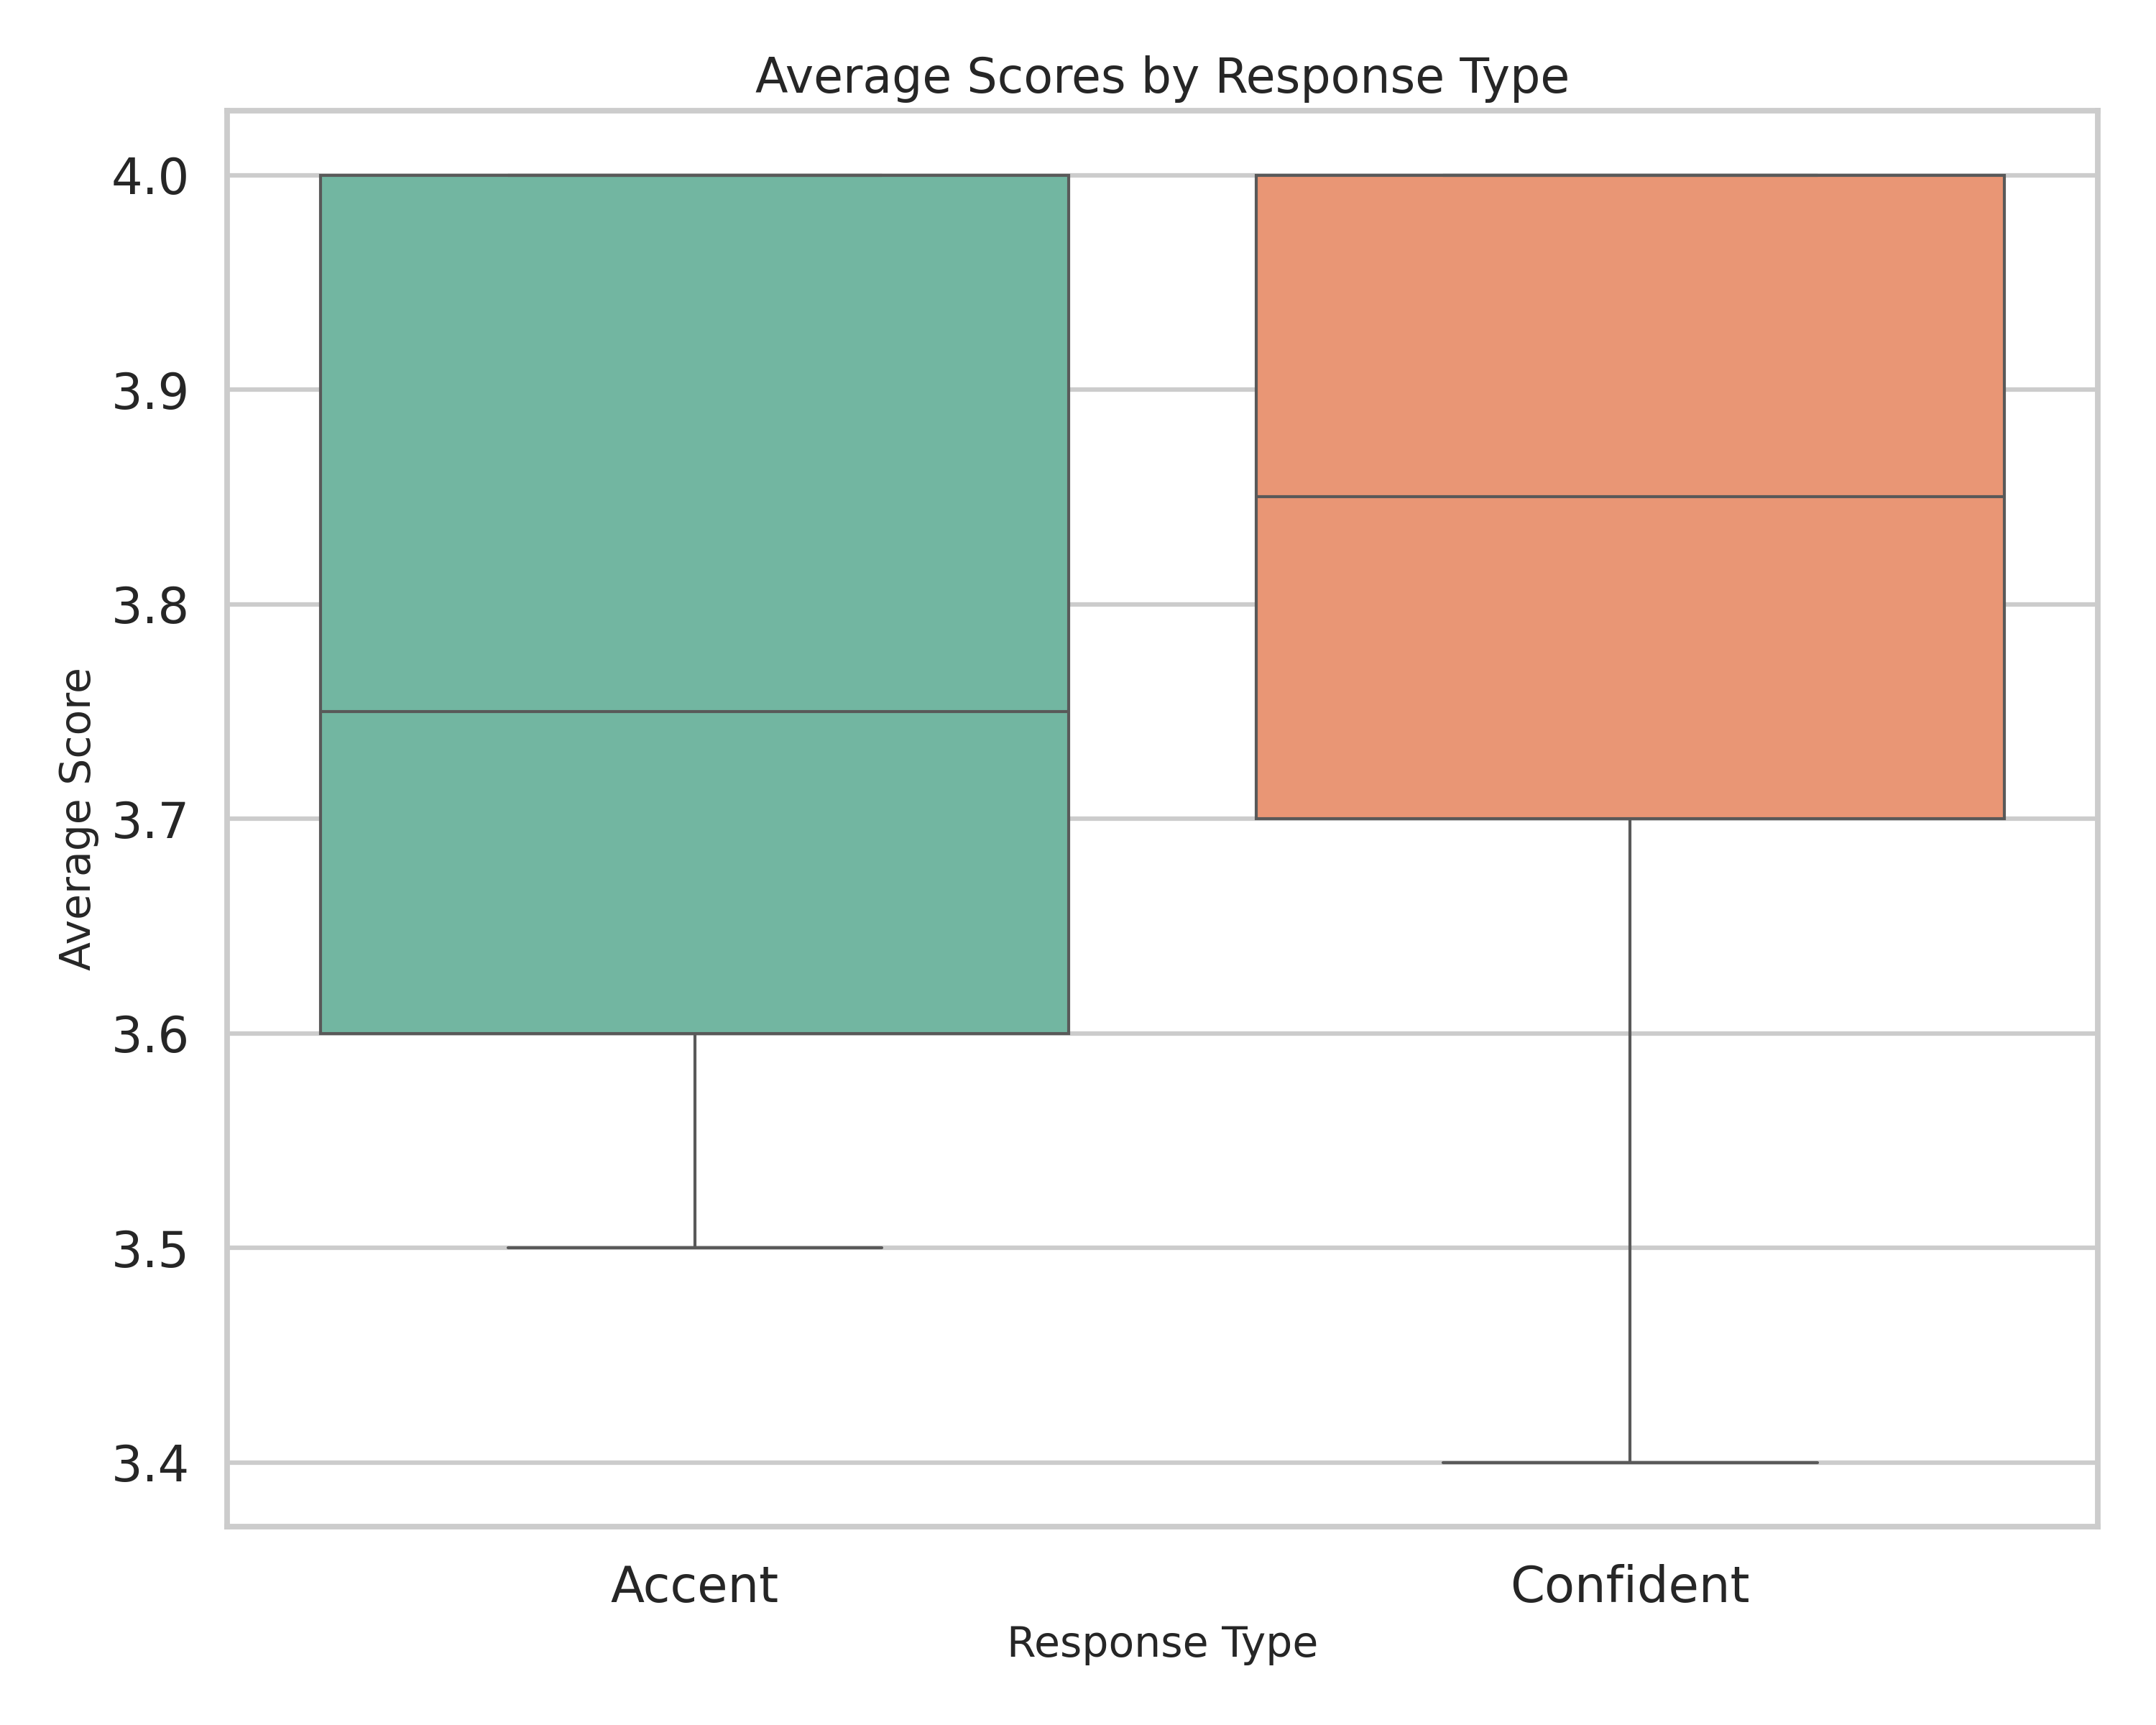 Average Scores by Response Type
4.0
3.9
3.8
3.7
3.6
3.5
3.4
Average Score
Accent
Confident
Response Type